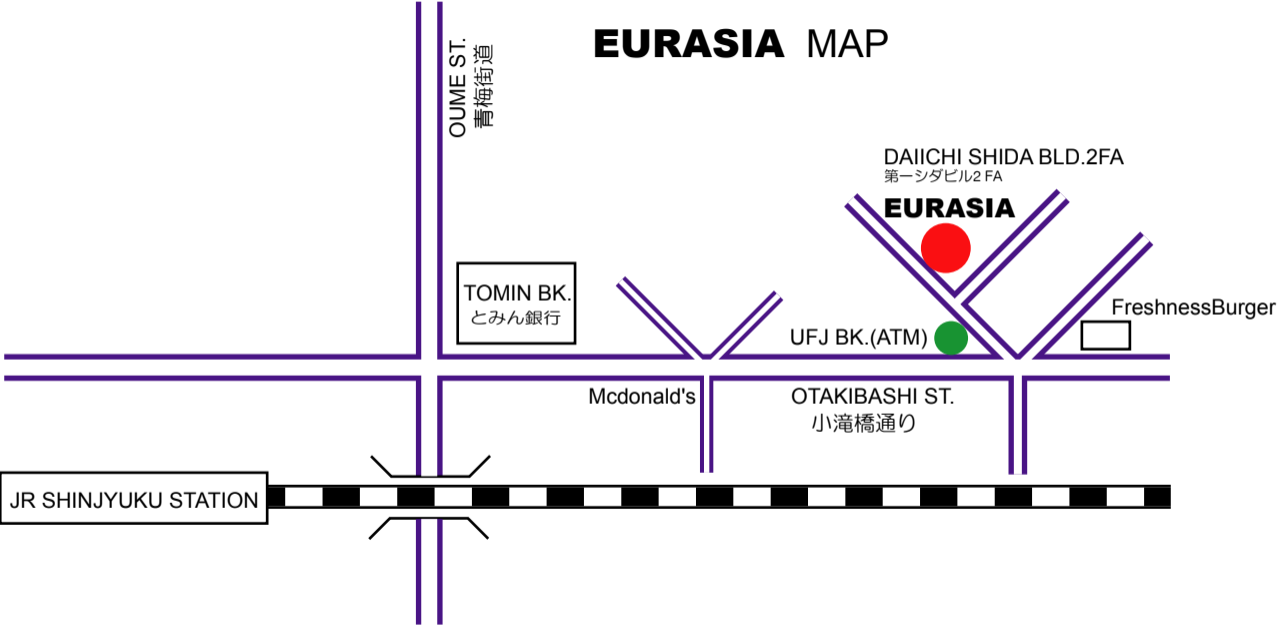 EURASIA MAP
OUME ST.
青梅街道
DAIICHI SHIDA BLD.2FA
第一シダビル2 FA
EURASIA
TOMIN BK.
とみん銀行
FreshnessBurger
UFJ BK.(ATM)
Mcdonald's
OTAKIBASHI ST.
小滝橋通り
JR SHINJYUKU STATION